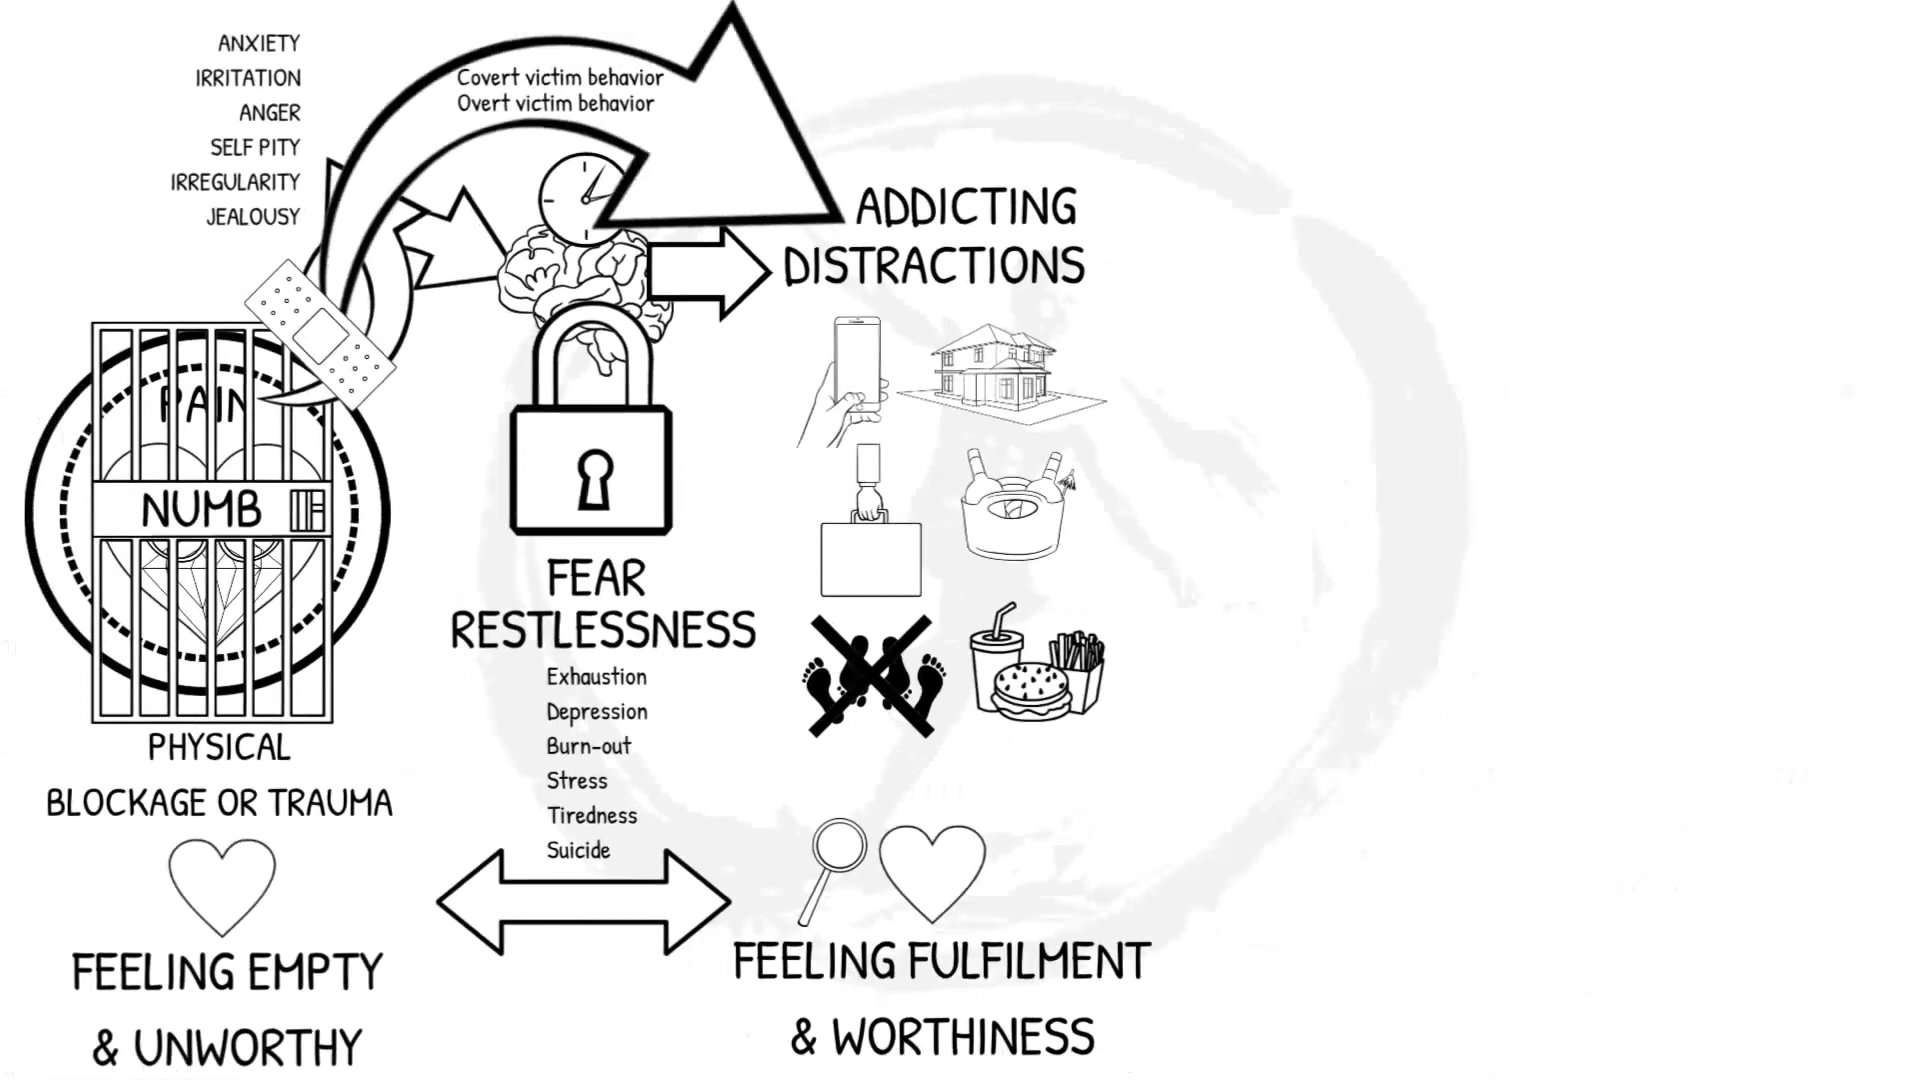 ANXIETY
IRRITATION
ANGER
SELF PITY
IRREGULARITY
JEALOUSY
Covert victim behavior
Overt victim behavior
ADDICTING
DISTRACTIONS
PAIN
NUMB
PHYSICAL
BLOCKAGE OR TRAUMA
FEAR
RESTLESSNESS
Exhaustion
Depression
Burn-out
Stress
Tiredness
Suicide
FEELING EMPTY
& UNWORTHY
FEELING FULFILMENT
& WORTHINESS